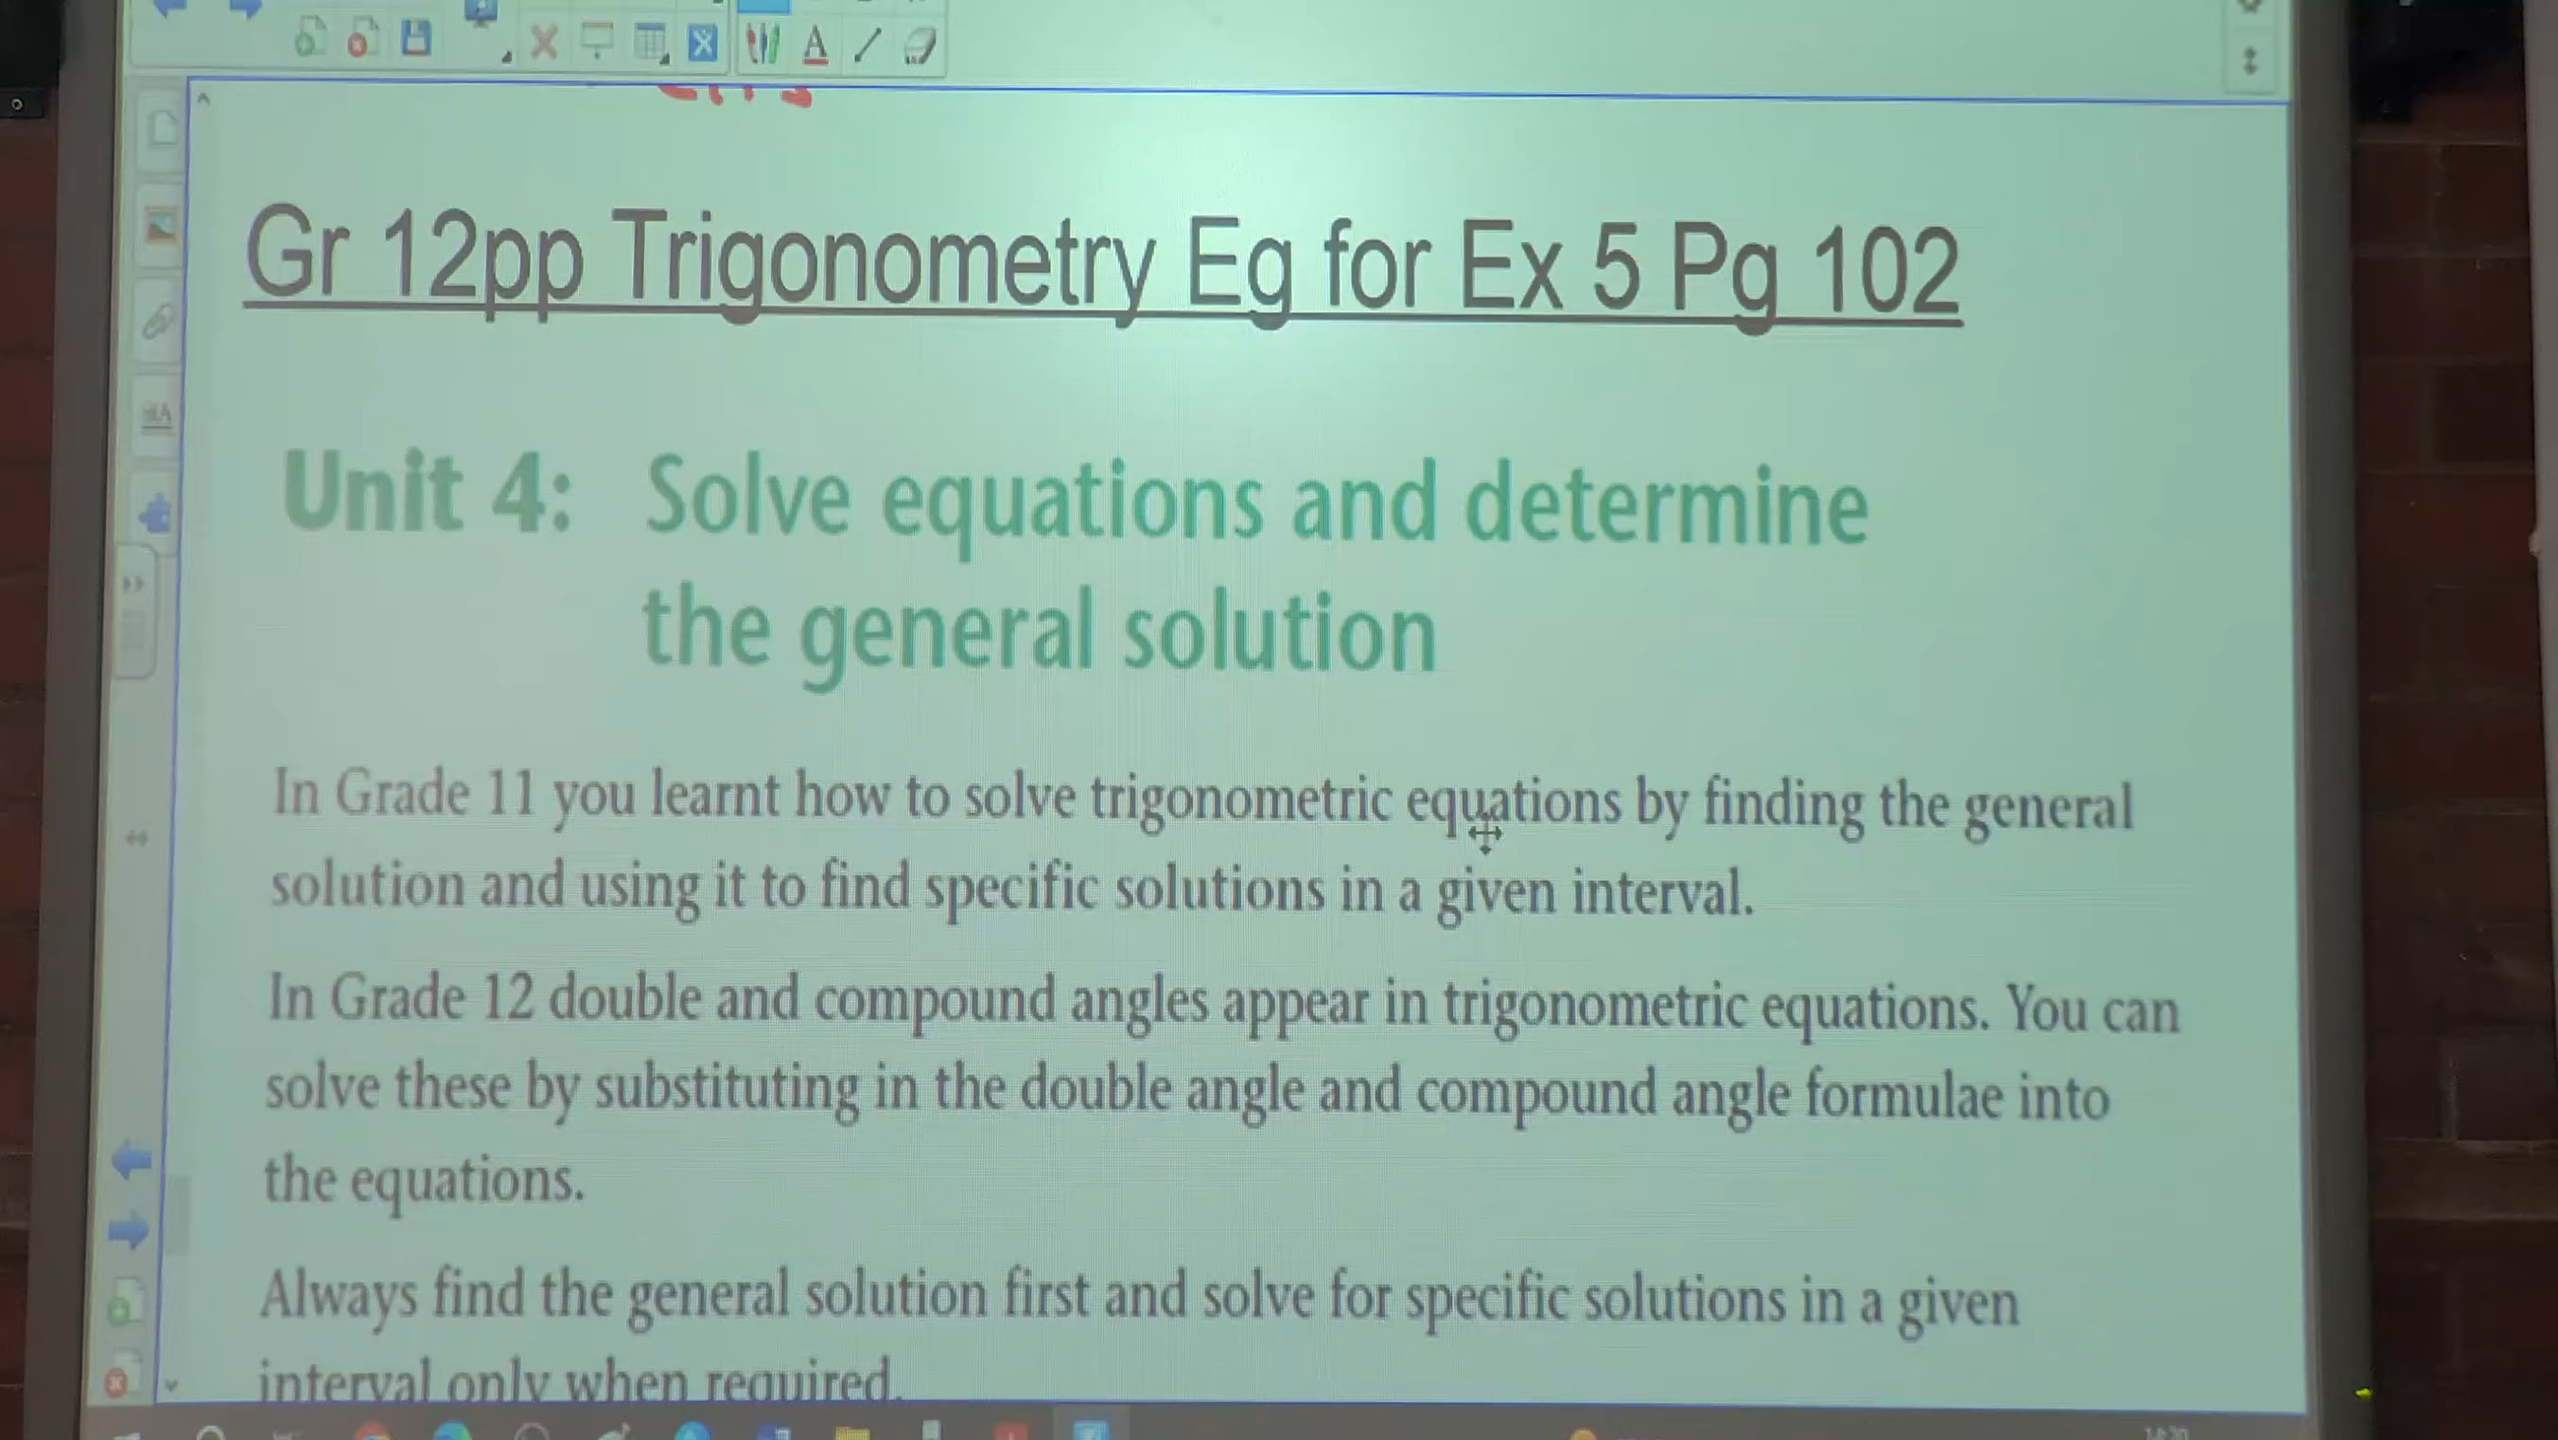 Gr 12pp Trigonometry Eg for Ex 5 Pg 102
Unit 4: Solve equations and determine
the general solution
In Grade 11 you learnt how to solve trigonometric equations by finding the general
solution and using it to find specific solutions in a given interval.
In Grade 12 double and compound angles appear in trigonometric equations. You can
solve these by substituting in the double angle and compound angle formulae into
the equations.
Always find the general solution first and solve for specific solutions in a given
interval only when required.